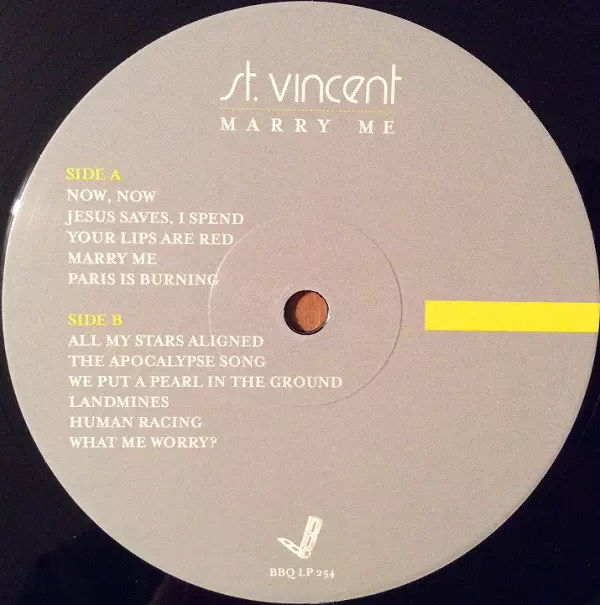 st. vincent
MARRY ME
SIDE A
NOW, NOW
JESUS SAVES, I SPEND
YOUR LIPS ARE RED
MARRY ME
PARIS IS BURNING
SIDE B
ALL MY STARS ALIGNED
THE APOCALYPSE SONG
WE PUT A PEARL IN THE GROUND
LANDMINES
HUMAN RACING
WHAT ME WORRY?
BBQ LP 254